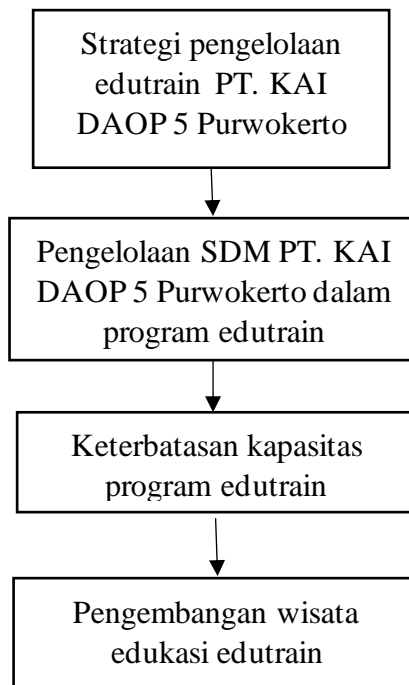 Strategi pengelolaan
edutrain PT. KAI
DAOP 5 Purwokerto
Pengelolaan SDM PT. KAI
DAOP 5 Purwokerto dalam
program edutrain
Keterbatasan kapasitas
program edutrain
Pengembangan wisata
edukasi edutrain